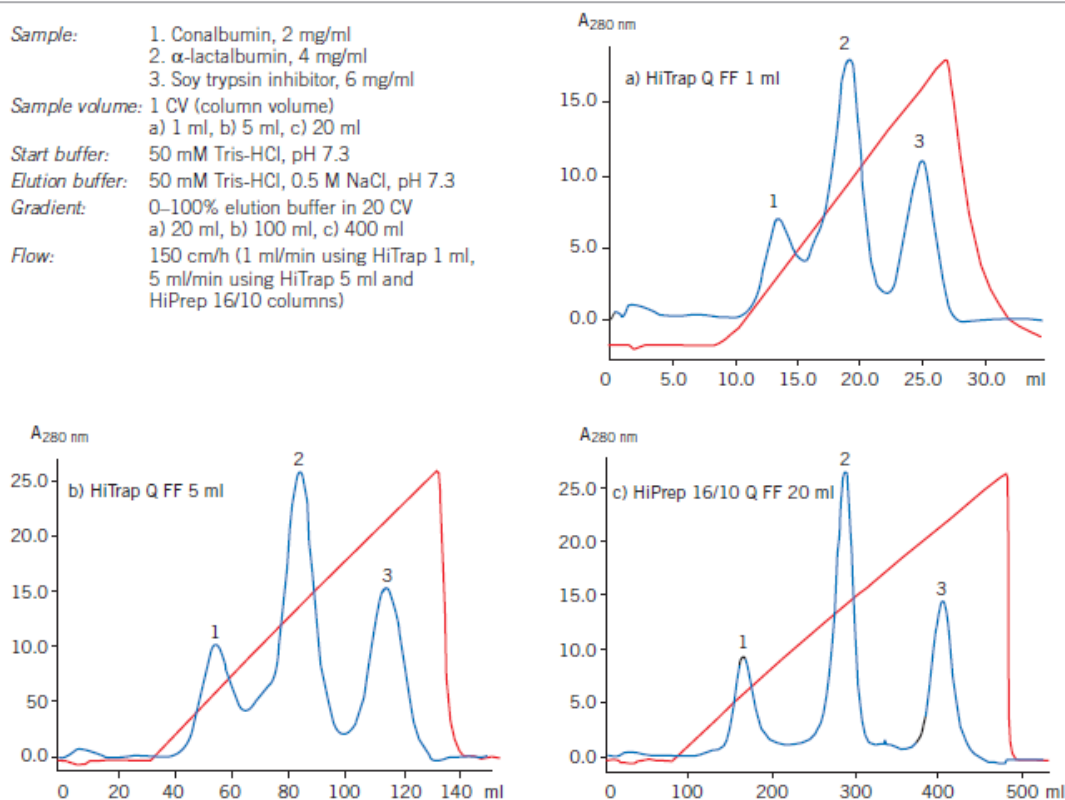 Sample: 1. Conalbumin, 2 mg/ml
2. α-lactalbumin, 4 mg/ml
3. Soy trypsin inhibitor, 6 mg/ml
Sample volume: 1 CV (column volume)
a) 1 ml, b) 5 ml, c) 20 ml
Start buffer: 50 mM Tris-HCl, pH 7.3
Elution buffer: 50 mM Tris-HCl, 0.5 M NaCl, pH 7.3
Gradient: 0–100% elution buffer in 20 CV
a) 20 ml, b) 100 ml, c) 400 ml
Flow: 150 cm/h (1 ml/min using HiTrap 1 ml,
5 ml/min using HiTrap 5 ml and
HiPrep 16/10 columns)
A280 nm
2
a) HiTrap Q FF 1 ml
15.0
3
10.0
1
5.0
0.0
0 5.0 10.0 15.0 20.0 25.0 30.0 ml
A280 nm
2
25.0
b) HiTrap Q FF 5 ml
20.0
3
15.0
1
10.0
50
0.0
0 20 40 60 80 100 120 140 ml
A280 nm
2
25.0
c) HiPrep 16/10 Q FF 20 ml
20.0
3
15.0
1
10.0
5.0
0.0
0 100 200 300 400 500 ml